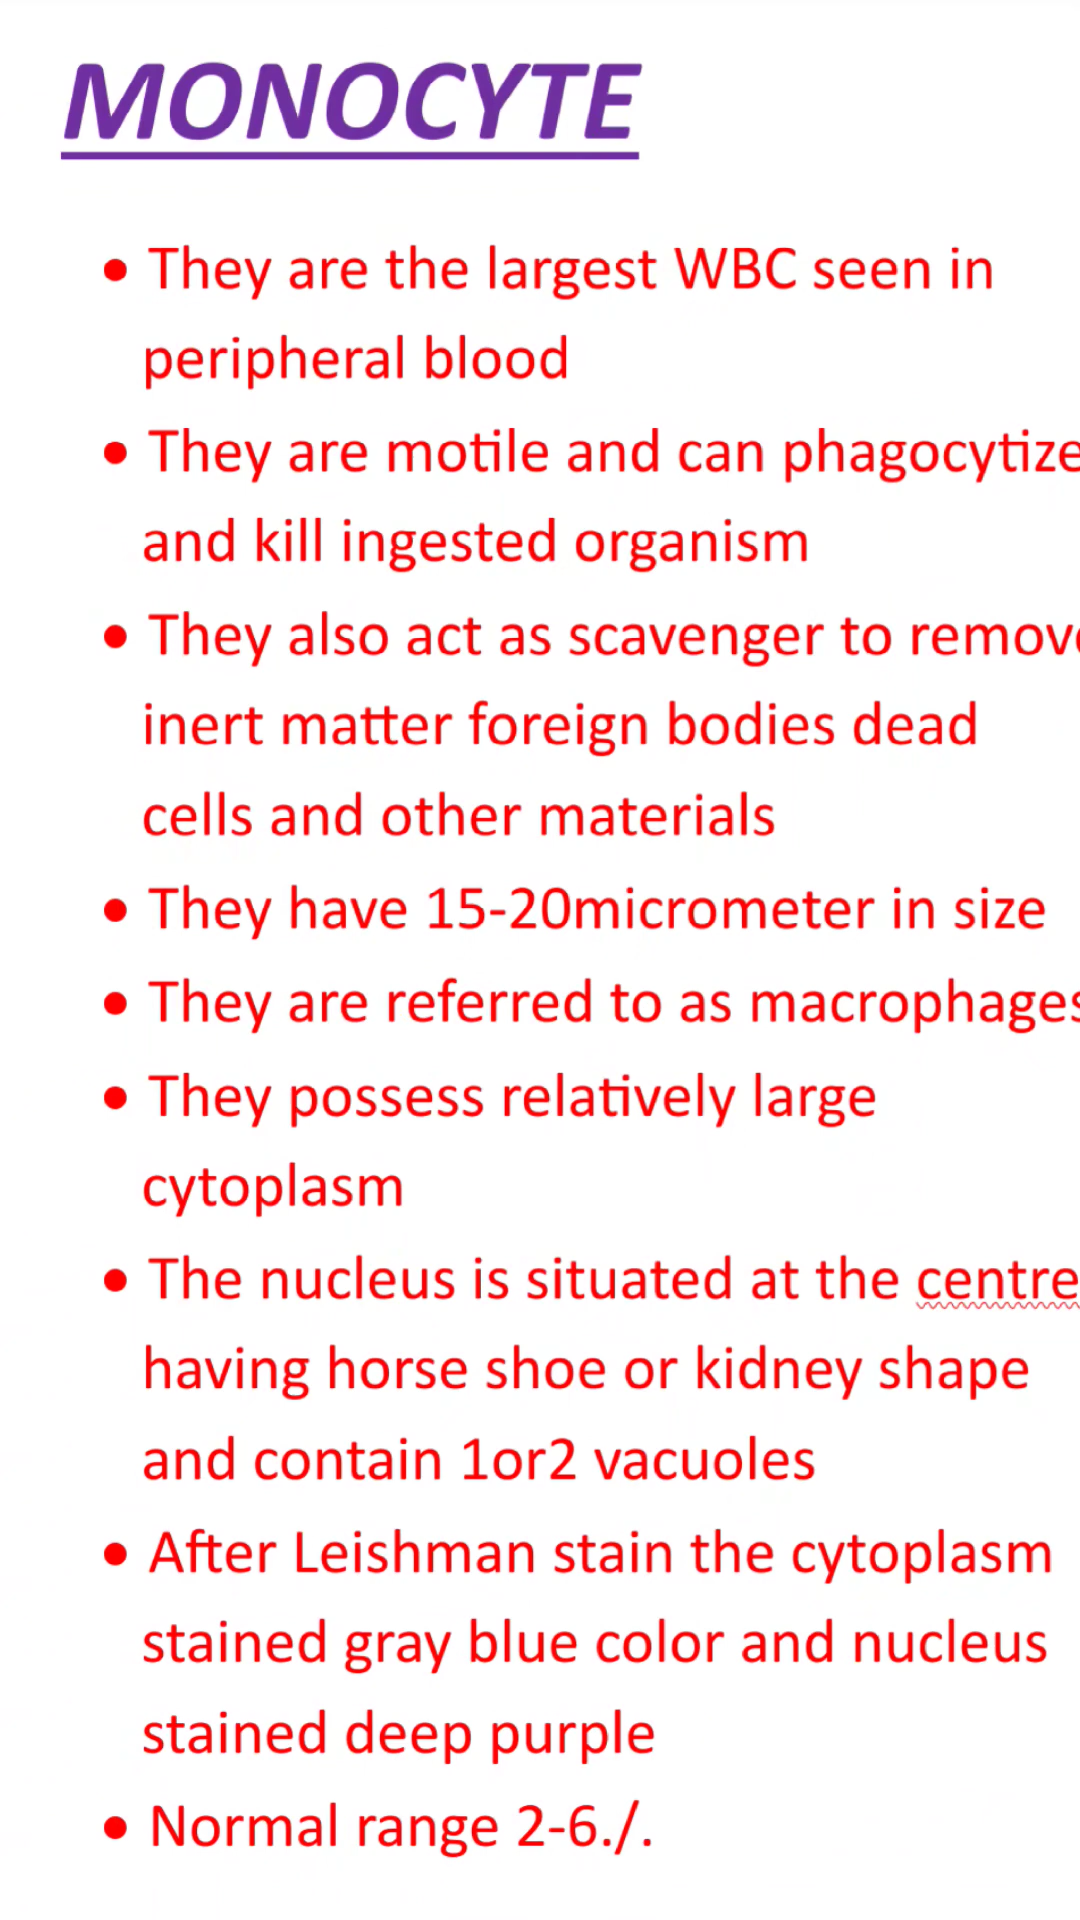 MONOCYTE
• They are the largest WBC seen in
peripheral blood
• They are motile and can phagocytize
and kill ingested organism
• They also act as scavenger to remove
inert matter foreign bodies dead
cells and other materials
• They have 15-20micrometer in size
• They are referred to as macrophages
• They possess relatively large
cytoplasm
• The nucleus is situated at the centre
having horse shoe or kidney shape
and contain 1or2 vacuoles
• After Leishman stain the cytoplasm
stained gray blue color and nucleus
stained deep purple
• Normal range 2-6./.